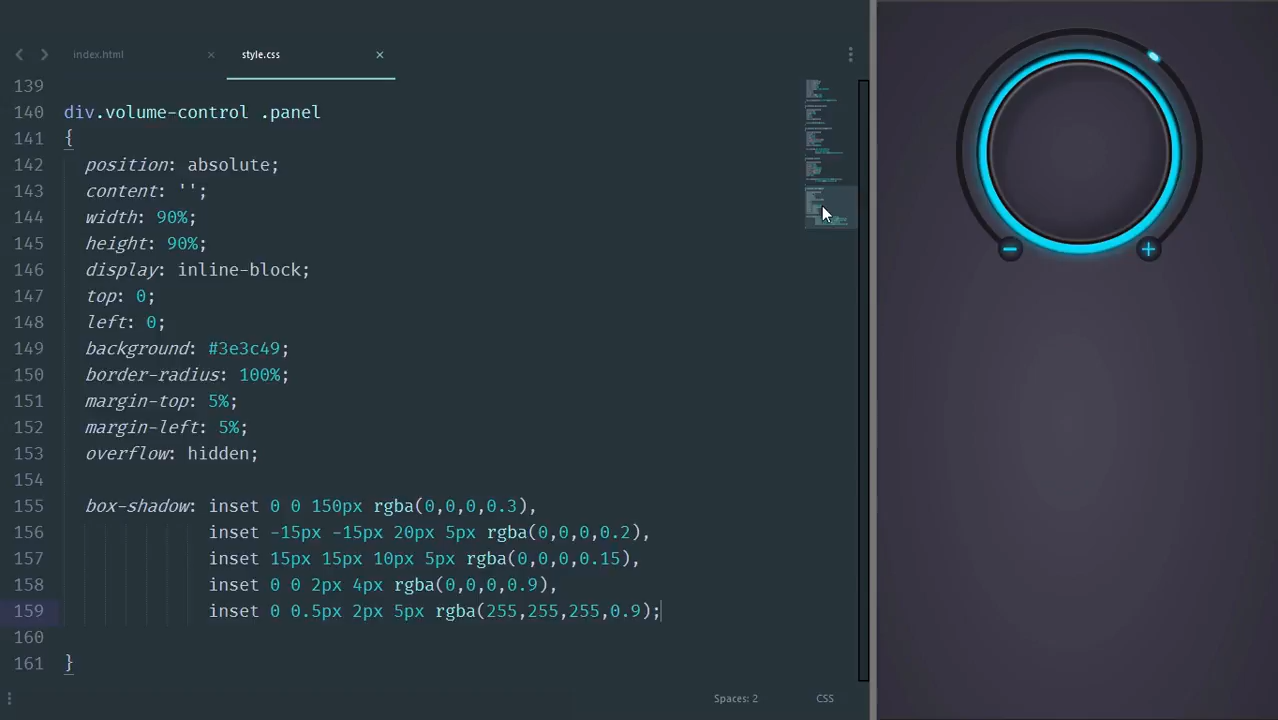 index.html
style.css
139
140 div.volume-control .panel
141 {
142 position: absolute;
143 content: '';
144 width: 90%;
145 height: 90%;
146 display: inline-block;
147 top: 0;
148 left: 0;
149 background: #3e3c49;
150 border-radius: 100%;
151 margin-top: 5%;
152 margin-left: 5%;
153 overflow: hidden;
154
155 box-shadow: inset 0 0 150px rgba(0,0,0,0.3),
156 inset -15px -15px 20px 5px rgba(0,0,0,0.2),
157 inset 15px 15px 10px 5px rgba(0,0,0,0.15),
158 inset 0 0 2px 4px rgba(0,0,0,0.9),
159 inset 0 0.5px 2px 5px rgba(255,255,255,0.9);
160
161 }
Spaces: 2
CSS